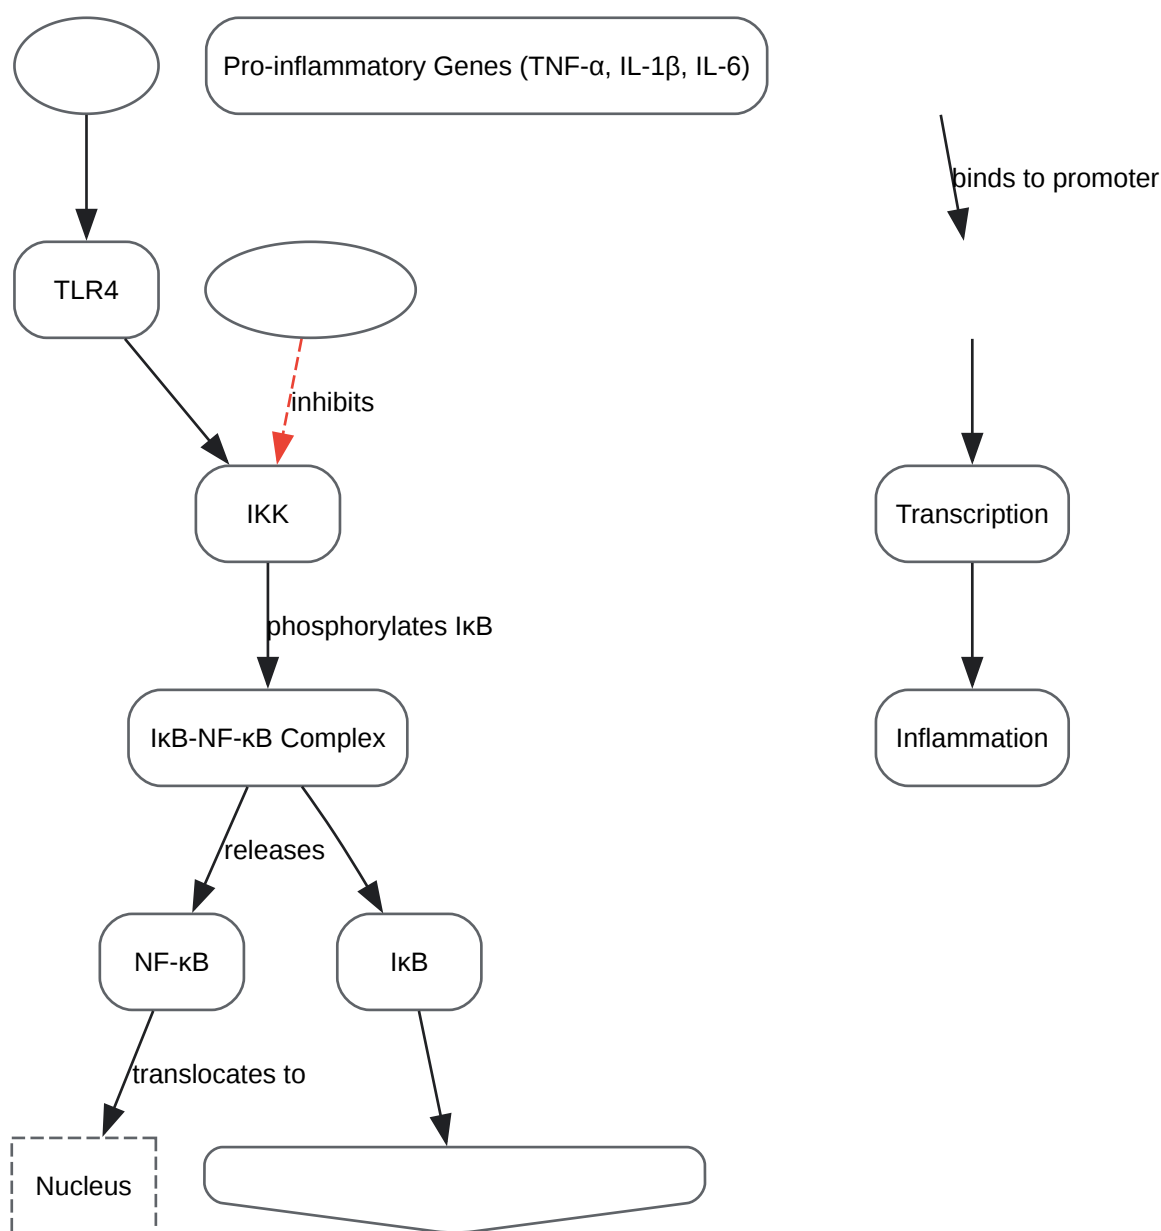 Pro-inflammatory Genes (TNF-α, IL-1β, IL-6)
binds to promoter
TLR4
inhibits
IKK
Transcription
phosphorylates IκB
IκB-NF-κB Complex
Inflammation
releases
NF-κB
IκB
translocates to
Nucleus